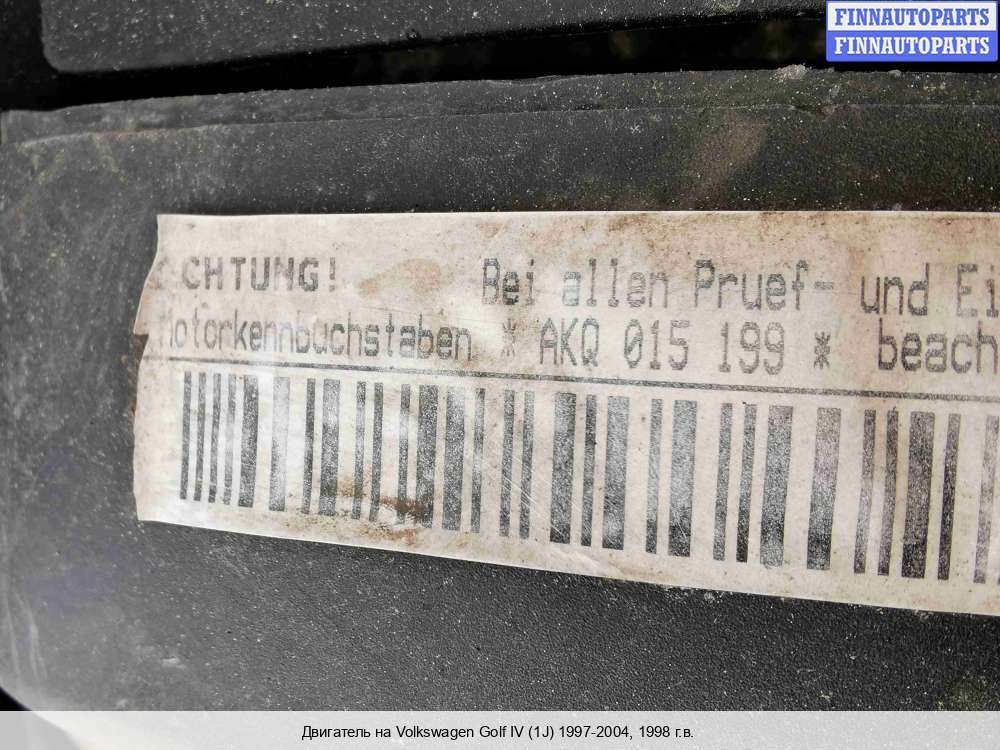 FINNAUTOPARTS
FINNAUTOPARTS
CHTUNG! Bei allen Pruef- und Ei
Motorkennbuchstaben * AKQ 015 199 * beach
Двигатель на Volkswagen Golf IV (1J) 1997-2004, 1998 г.в.